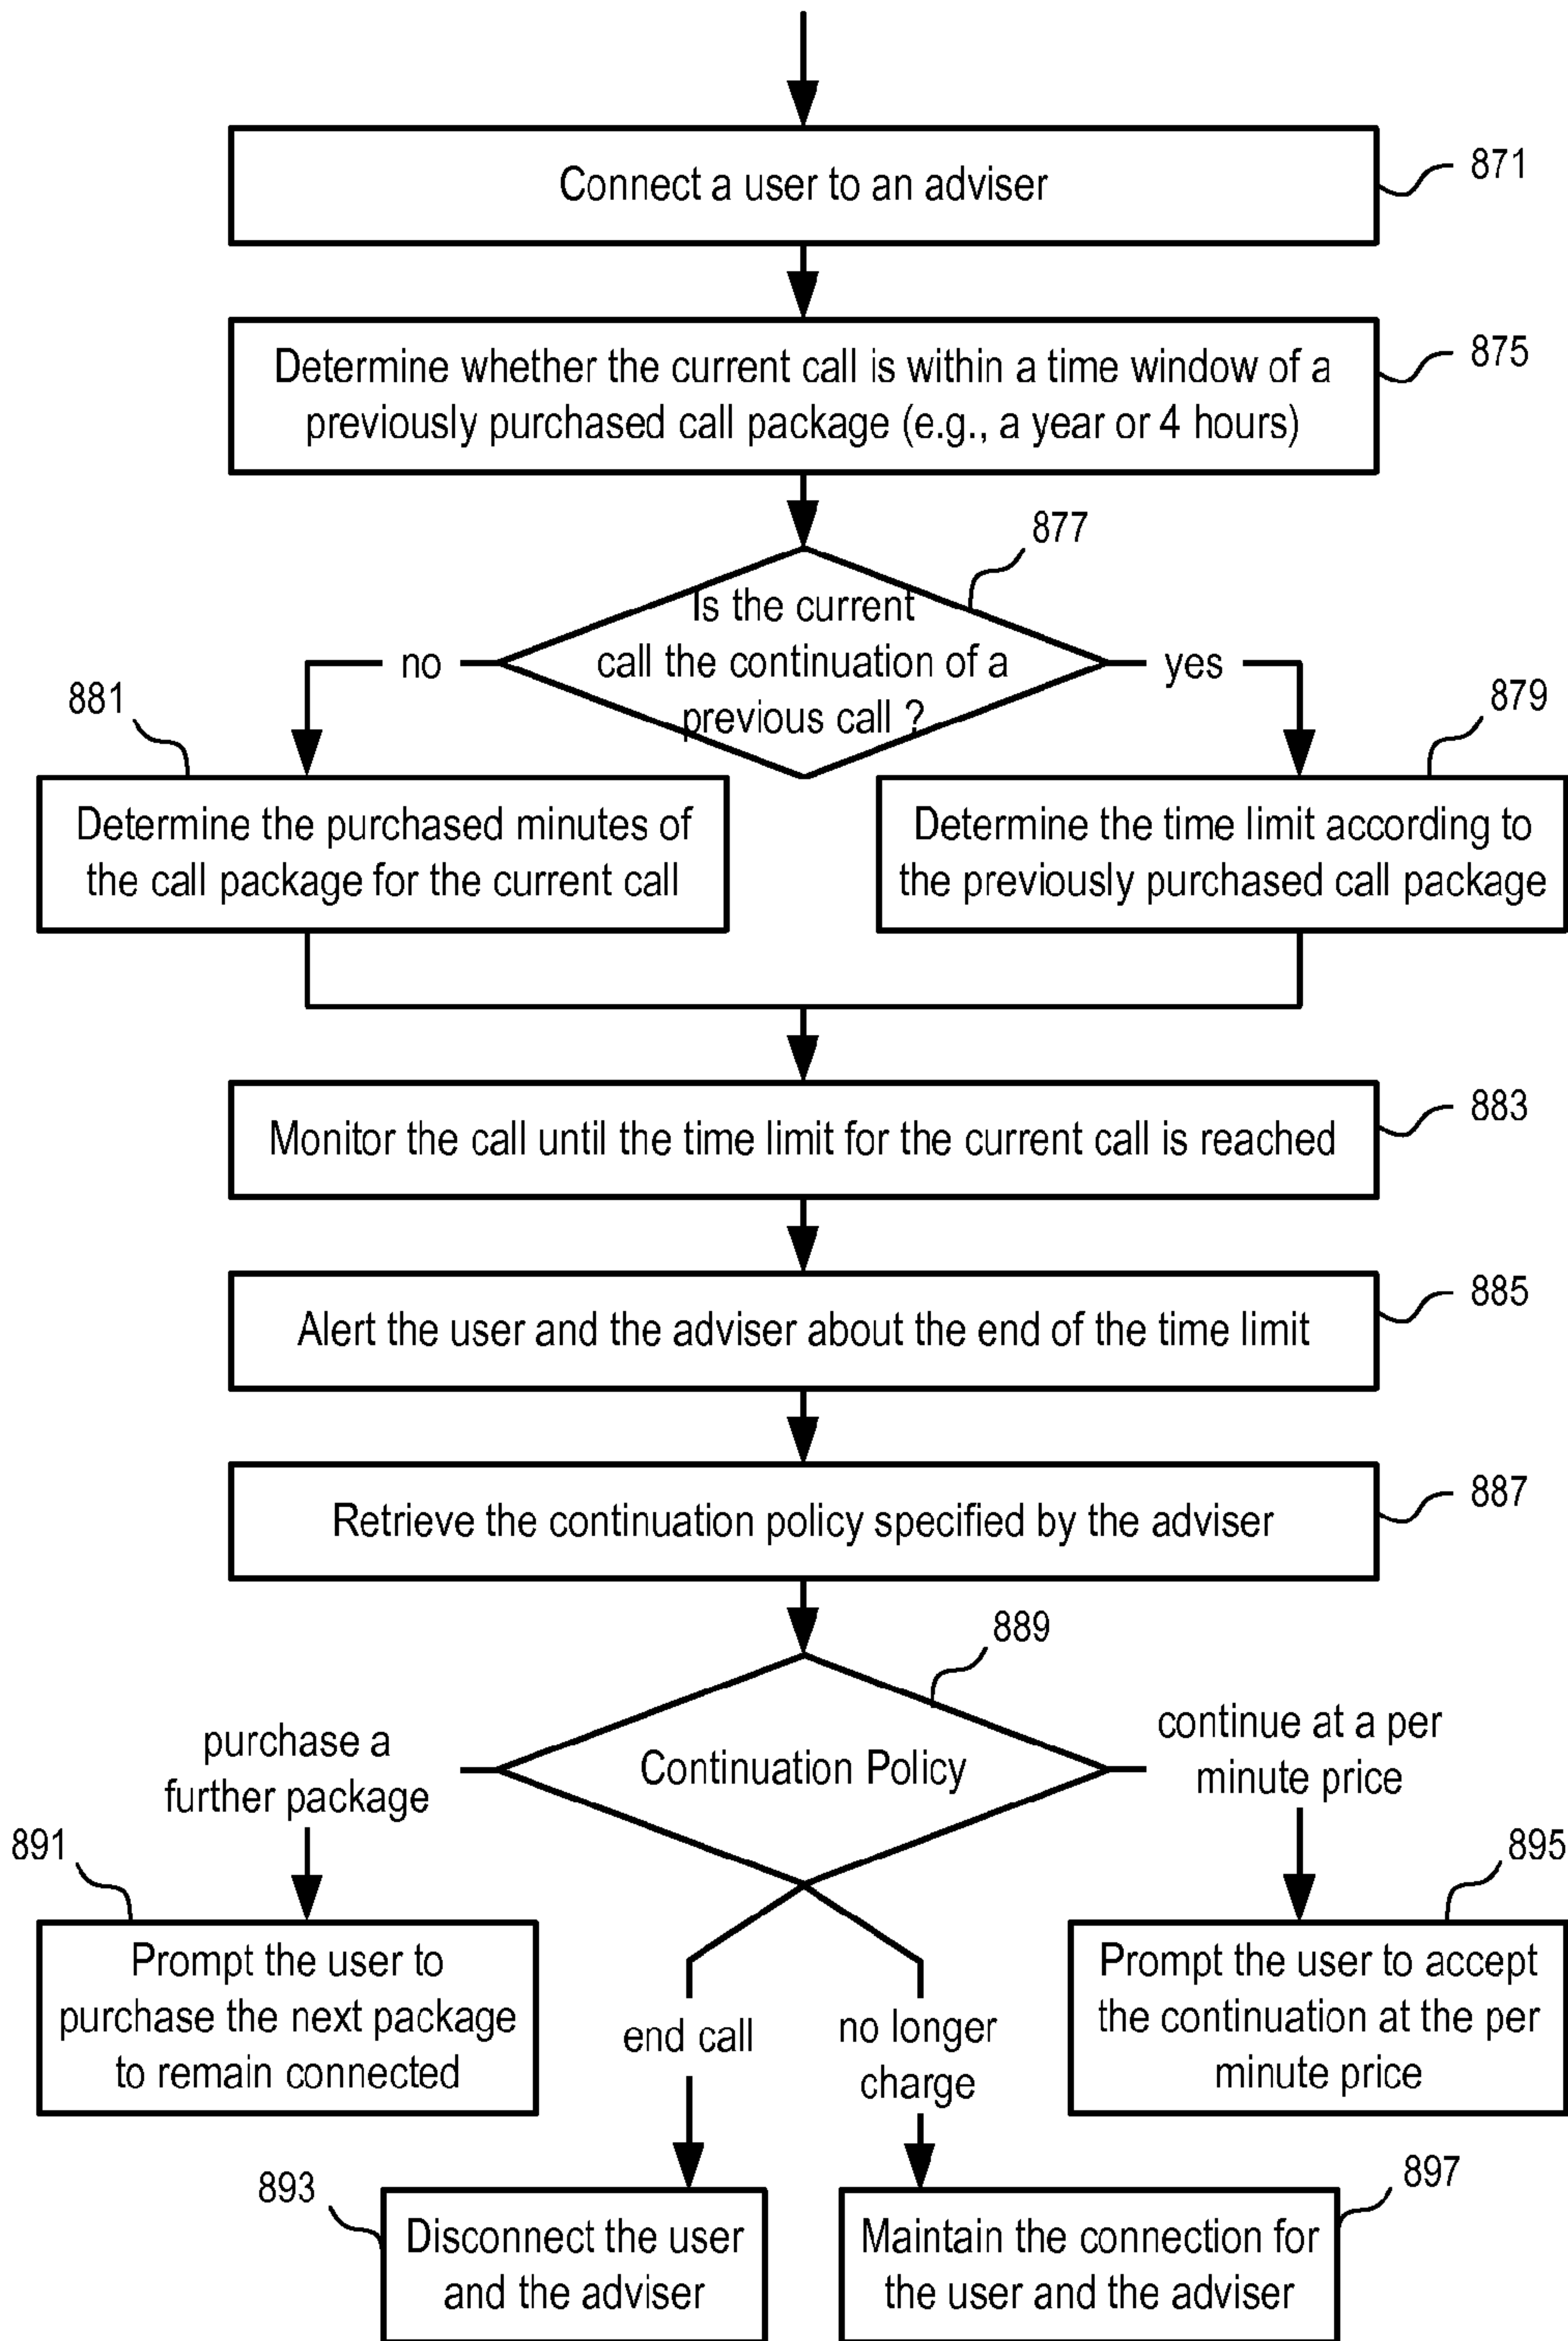 Connect a user to an adviser
871
Determine whether the current call is within a time window of a
previously purchased call package (e.g., a year or 4 hours)
875
877
Is the current
call the continuation of a
previous call ?
no
yes
881
879
Determine the purchased minutes of
the call package for the current call
Determine the time limit according to
the previously purchased call package
Monitor the call until the time limit for the current call is reached
883
Alert the user and the adviser about the end of the time limit
885
Retrieve the continuation policy specified by the adviser
887
889
Continuation Policy
purchase a
further package
continue at a per
minute price
891
895
Prompt the user to
purchase the next package
to remain connected
end call
no longer
charge
Prompt the user to accept
the continuation at the per
minute price
893
897
Disconnect the user
and the adviser
Maintain the connection for
the user and the adviser